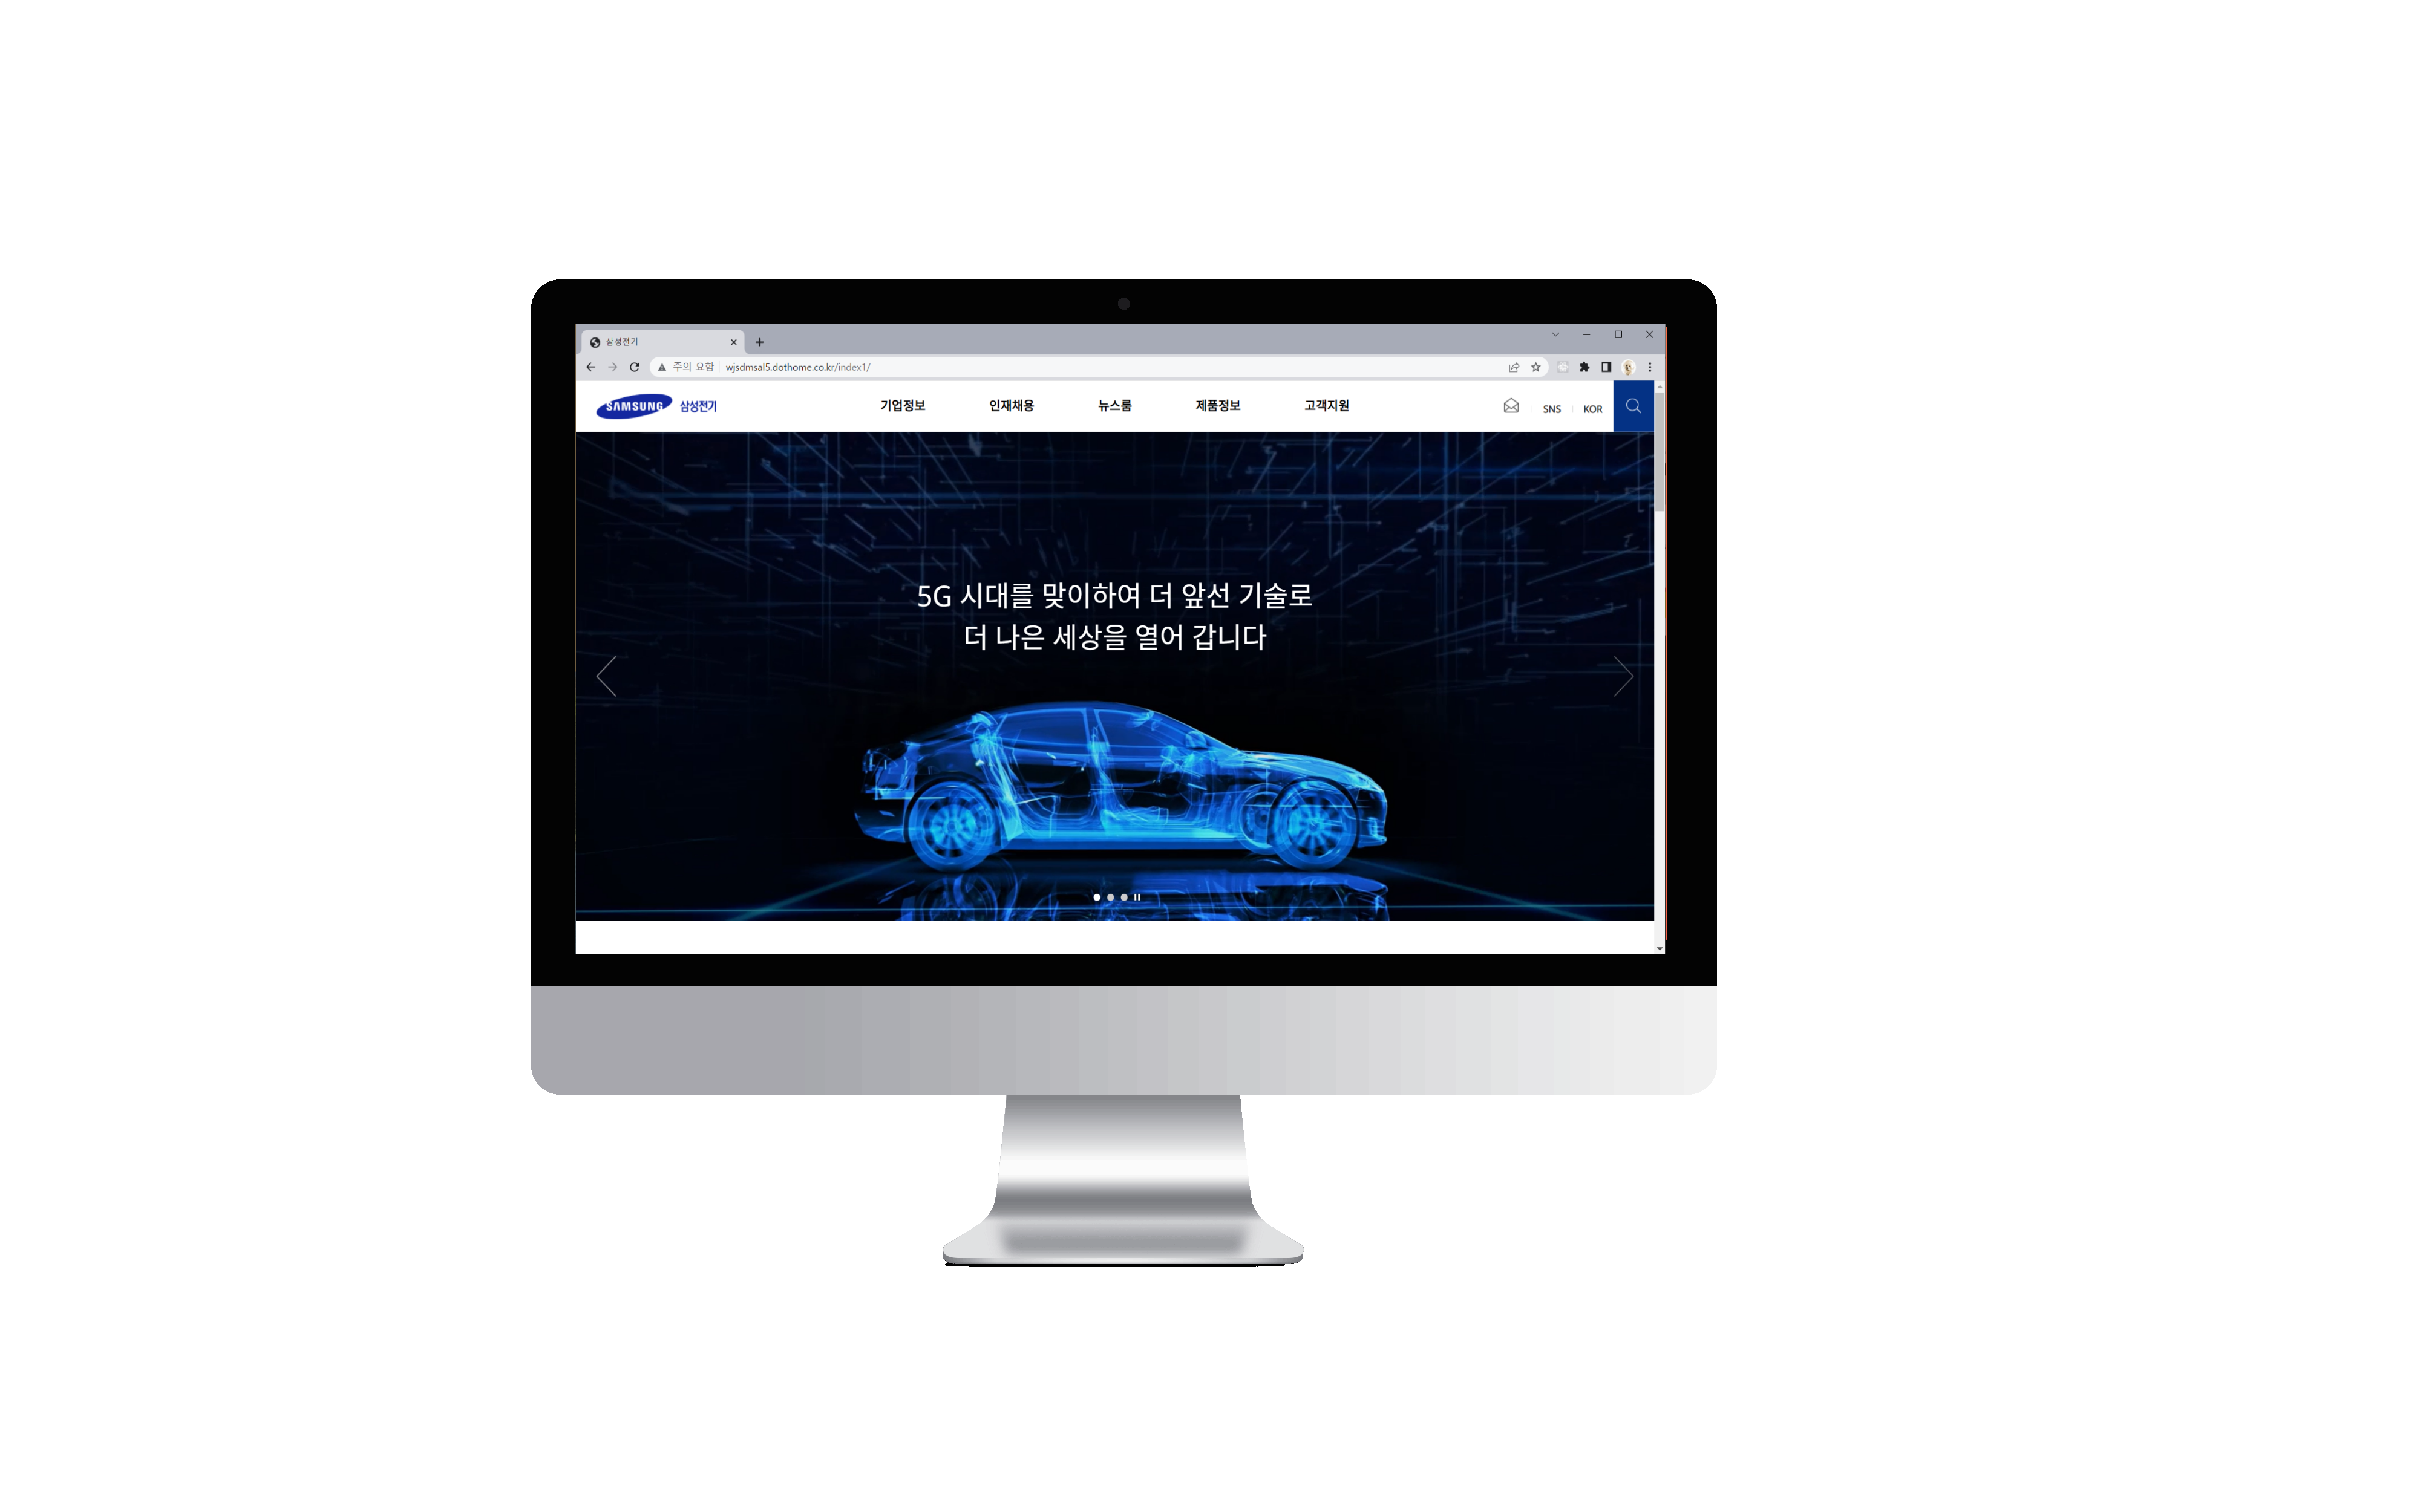 삼성전기
주의 요함 wjsdmsal5.dothome.co.kr/index1/
SAMSUNG 삼성전기 기업정보 인재채용 뉴스룸 제품정보 고객지원 SNS KOR
5G 시대를 맞이하여 더 앞선 기술로
더 나은 세상을 열어 갑니다